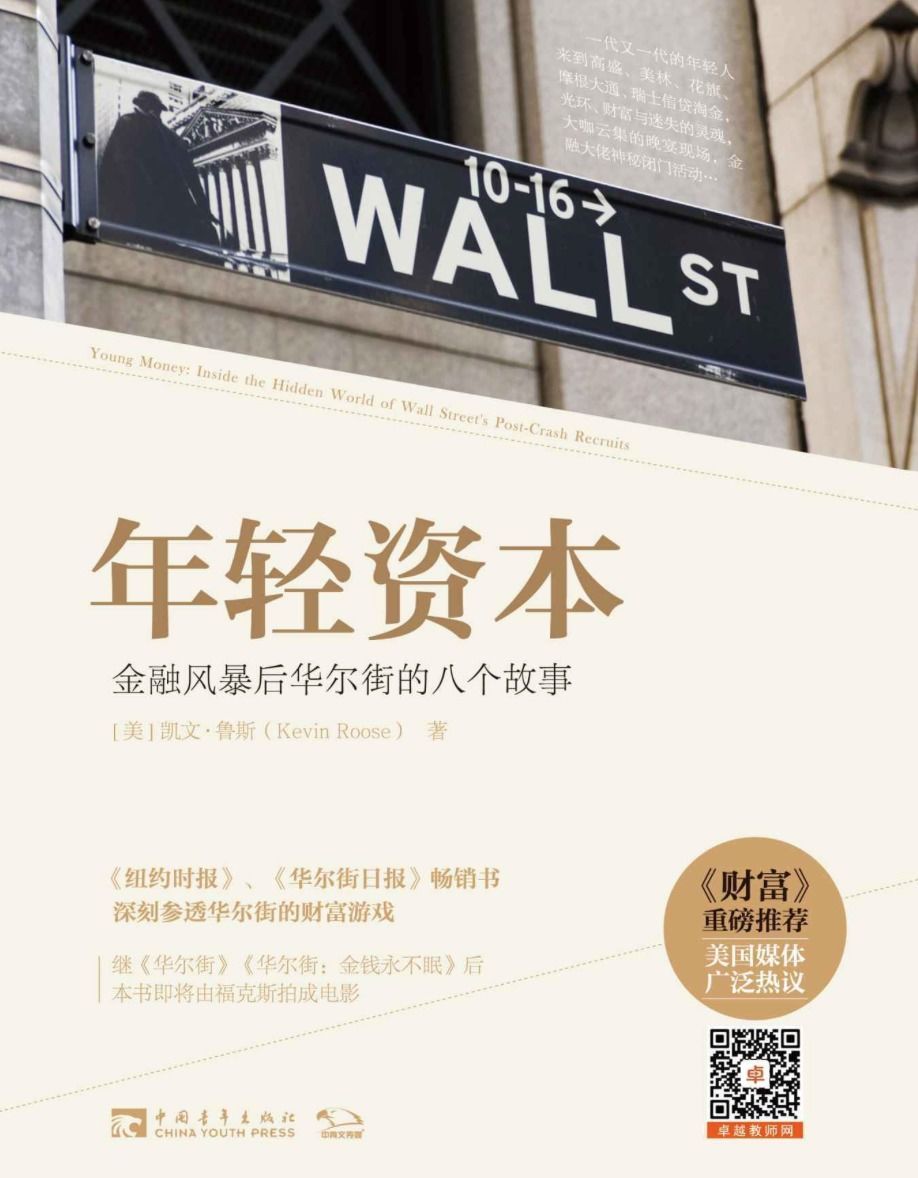 一代又一代的年轻人
来到高盛、美林、花旗、
摩根大通、瑞士信贷淘金，
光环、财富与迷失的灵魂，
大咖云集的晚宴现场，金
融大佬神秘闭门活动…
10-16→
WALL ST
Young Money: Inside the Hidden World of Wall Street's Post-Crash Recruits
年轻资本
金融风暴后华尔街的八个故事
[美]凯文·鲁斯（Kevin Roose） 著
《纽约时报》、《华尔街日报》畅销书
深刻参透华尔街的财富游戏
继《华尔街》《华尔街：金钱永不眠》后
本书即将由福克斯拍成电影
《财富》
重磅推荐
美国媒体
广泛热议
卓
卓越教师网
中国青年出版社
CHINA YOUTH PRESS
中青文传媒